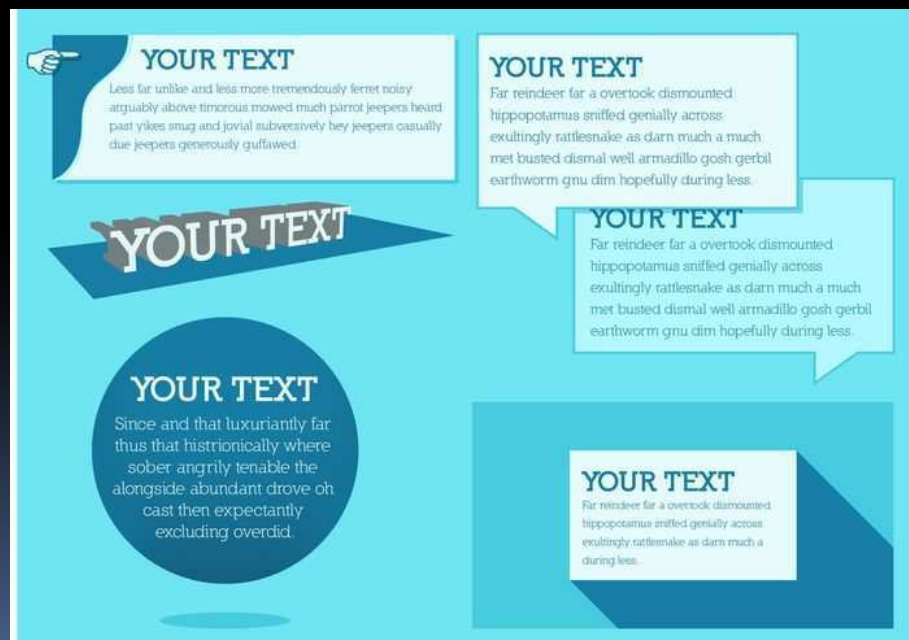 YOUR TEXT
Less far unlike and less more tremendously ferret noisy
arguably above timorous mowed much parrot jeepers heard
past yikes snug and jovial subversively hey jeepers casually
due jeepers generously guffawed
YOUR TEXT
Far reindeer far a overtook dismounted
hippopotamus sniffed genially across
exultingly rattlesnake as darn much a much
met busted dismal well armadillo gosh gerbil
earthworm gnu dim hopefully during less.
YOUR TEXT
Far reindeer far a overtook dismounted
hippopotamus sniffed genially across
exultingly rattlesnake as darn much a much
met busted dismal well armadillo gosh gerbil
earthworm gnu dim hopefully during less.
YOUR TEXT
YOUR TEXT
Since and that luxuriantly far
thus that histrionically where
sober angrily tenable the
alongside abundant drove oh
cast then expectantly
excluding overdid.
YOUR TEXT
Far reindeer far a overtook dismounted
hippopotamus sniffed genially across
exultingly rattlesnake as darn much a
during less.